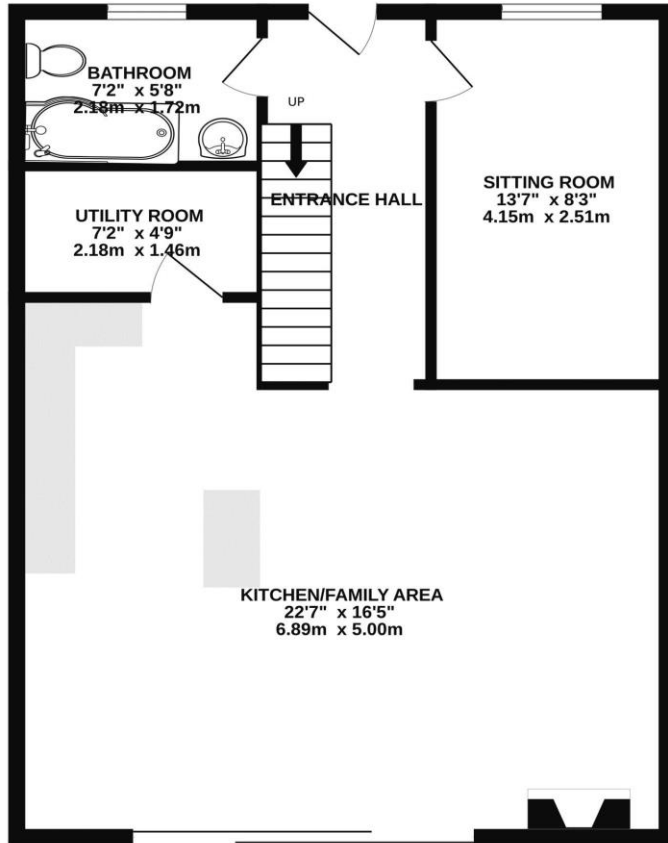 BATHROOM
7'2" x 5'8"
2.18m x 1.72m
UP
ENTRANCE HALL
SITTING ROOM
13'7" x 8'3"
4.15m x 2.51m
UTILITY ROOM
7'2" x 4'9"
2.18m x 1.46m
KITCHEN/FAMILY AREA
22'7" x 16'5"
6.89m x 5.00m